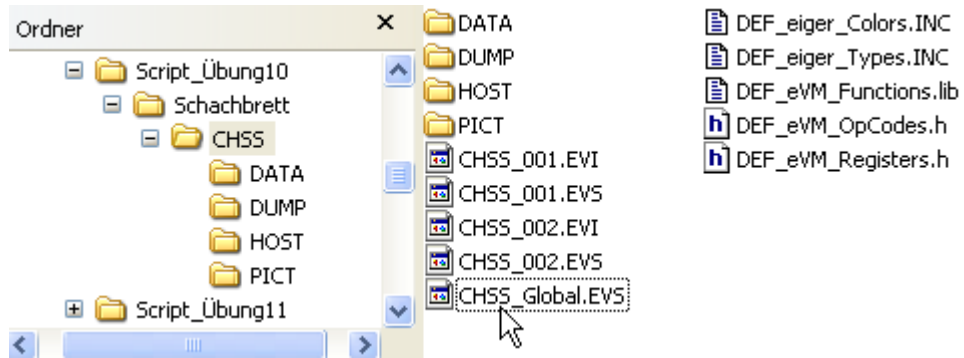 Ordner
Script_Übung10
Schachbrett
CHSS
DATA
DUMP
HOST
PICT
Script_Übung11
DATA
DUMP
HOST
PICT
CHSS_001.EVI
CHSS_001.EVS
CHSS_002.EVI
CHSS_002.EVS
CHSS_Global.EVS
DEF_eiger_Colors.INC
DEF_eiger_Types.INC
DEF_eVM_Functions.lib
DEF_eVM_OpCodes.h
DEF_eVM_Registers.h